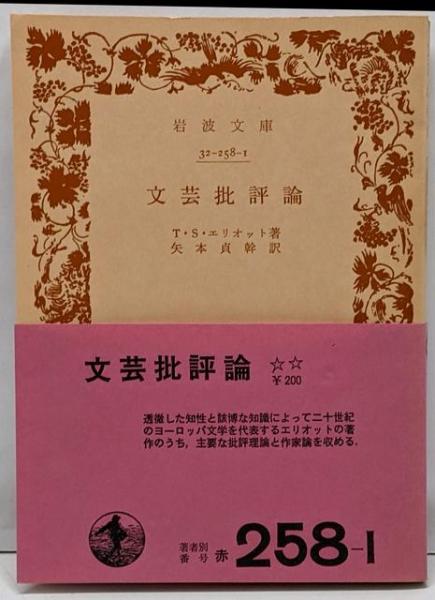 岩波文庫
32-258-1
文芸批評論
T・S・エリオット著
矢本貞幹訳
文芸批評論 ☆☆
¥200
透徹した知性と該博な知識によって二十世紀
のヨーロッパ文学を代表するエリオットの著
作のうち，主要な批評理論と作家論を収める．
著者別
番号 赤 258-1